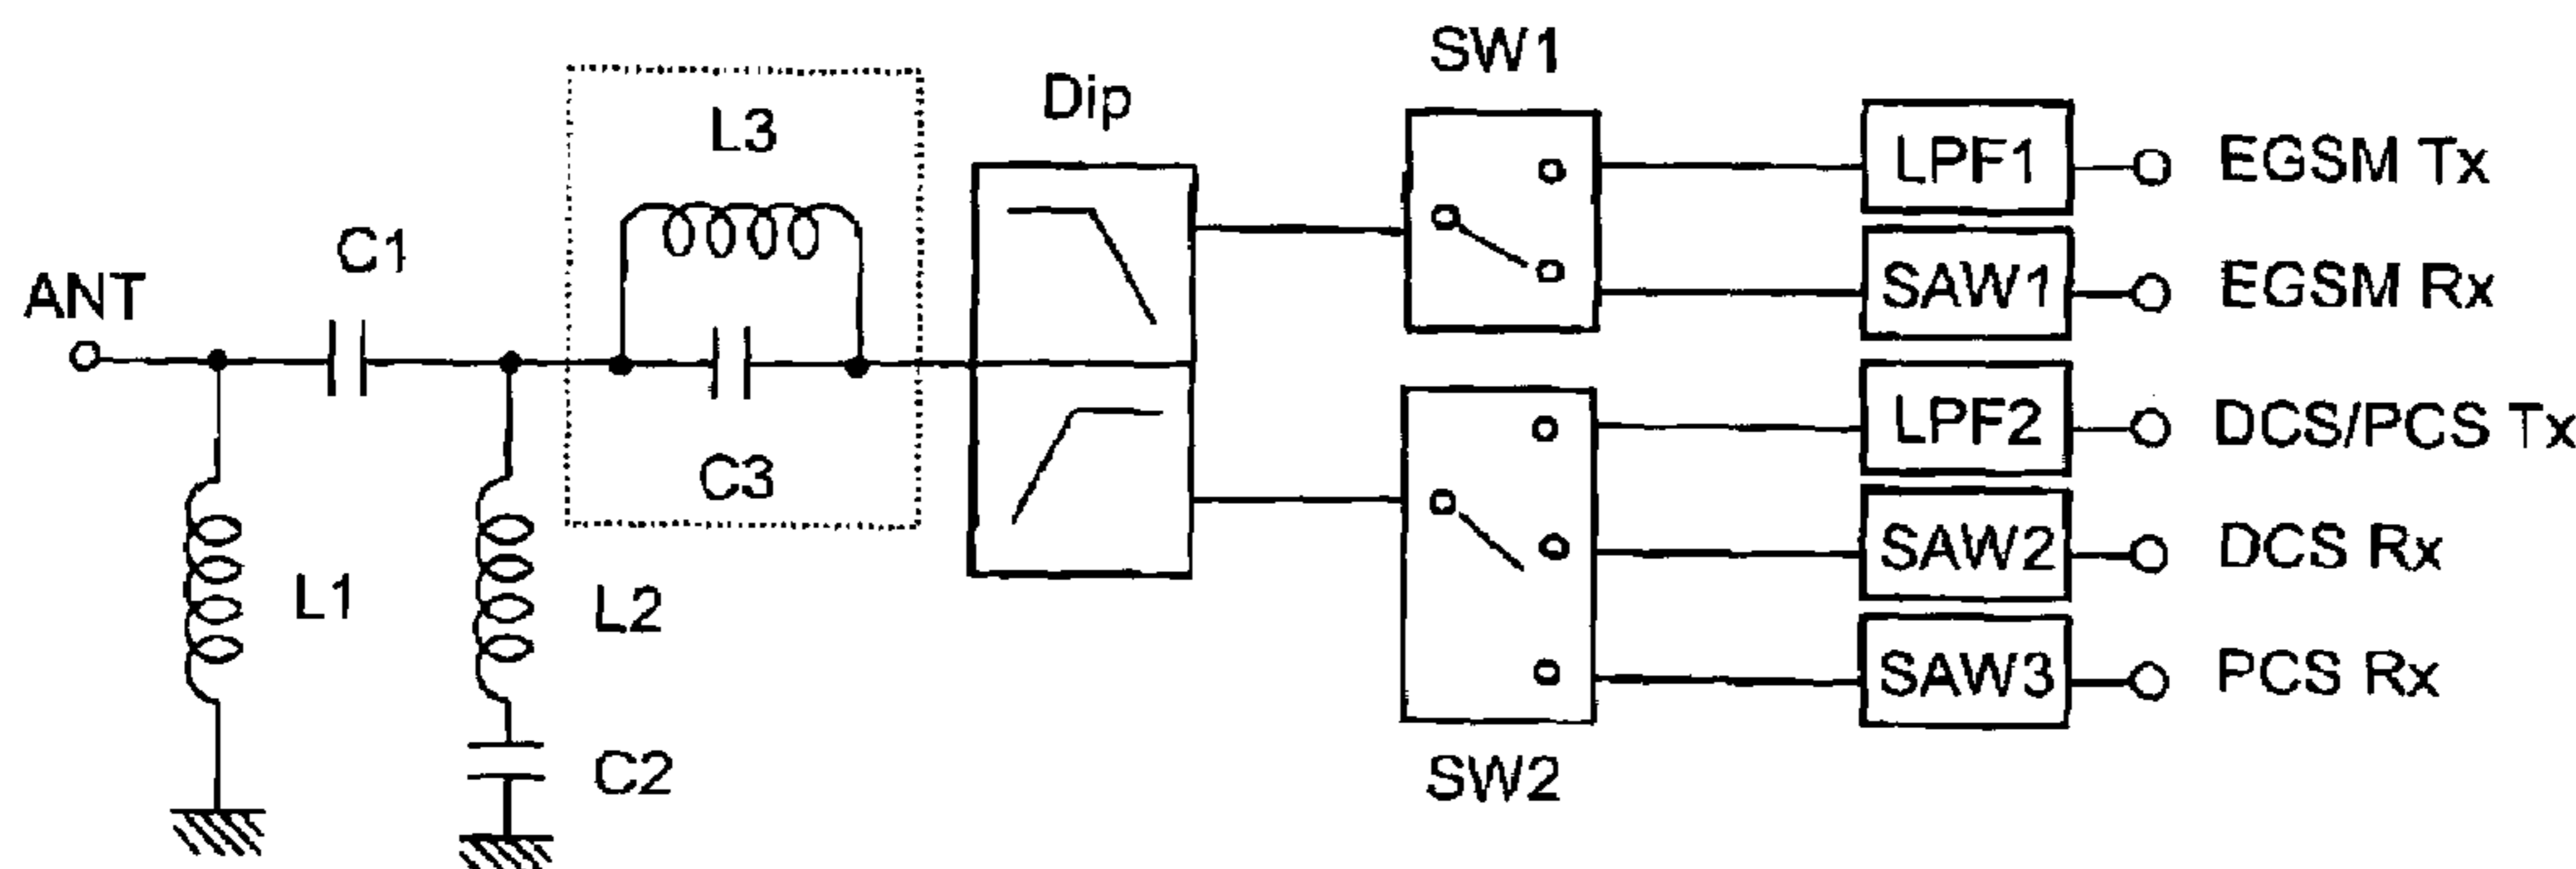 ANT
C1
L1
L2
C2
L3
C3
Dip
SW1
SW2
LPF1
EGSM Tx
SAW1
EGSM Rx
LPF2
DCS/PCS Tx
SAW2
DCS Rx
SAW3
PCS Rx